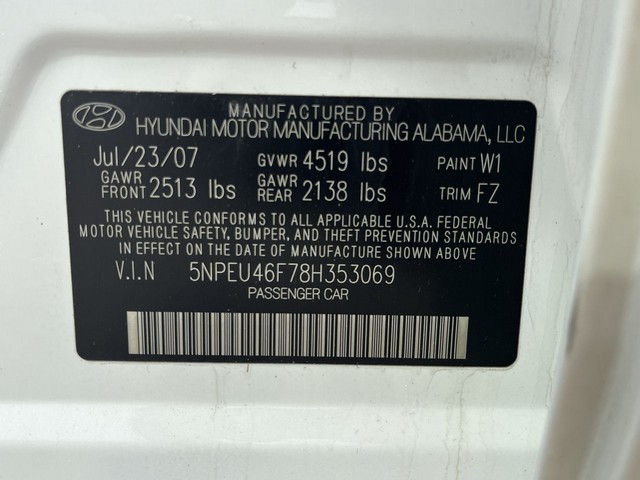 MANUFACTURED BY
HYUNDAI MOTOR MANUFACTURING ALABAMA, LLC
Jul/23/07 GVWR 4519 lbs PAINT W1
GAWR FRONT 2513 lbs GAWR REAR 2138 lbs TRIM FZ
THIS VEHICLE CONFORMS TO ALL APPLICABLE U.S.A. FEDERAL
MOTOR VEHICLE SAFETY, BUMPER, AND THEFT PREVENTION STANDARDS
IN EFFECT ON THE DATE OF MANUFACTURE SHOWN ABOVE
V.I.N 5NPEU46F78H353069
PASSENGER CAR